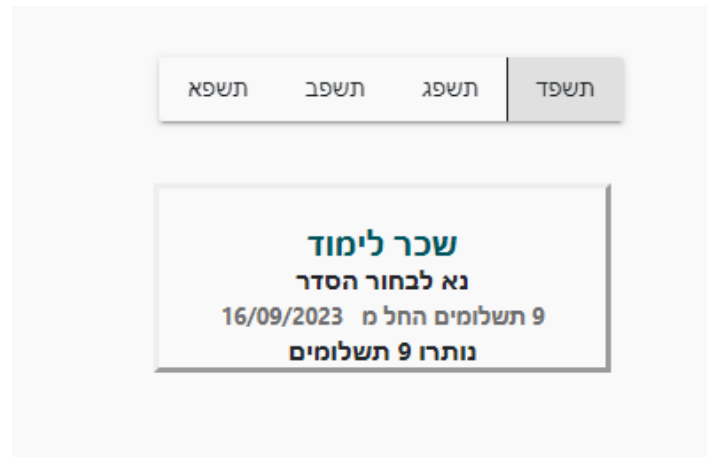 תשפד תשפג תשפב תשפא
שכר לימוד
נא לבחור הסדר
9 תשלומים החל מ 16/09/2023
נותרו 9 תשלומים